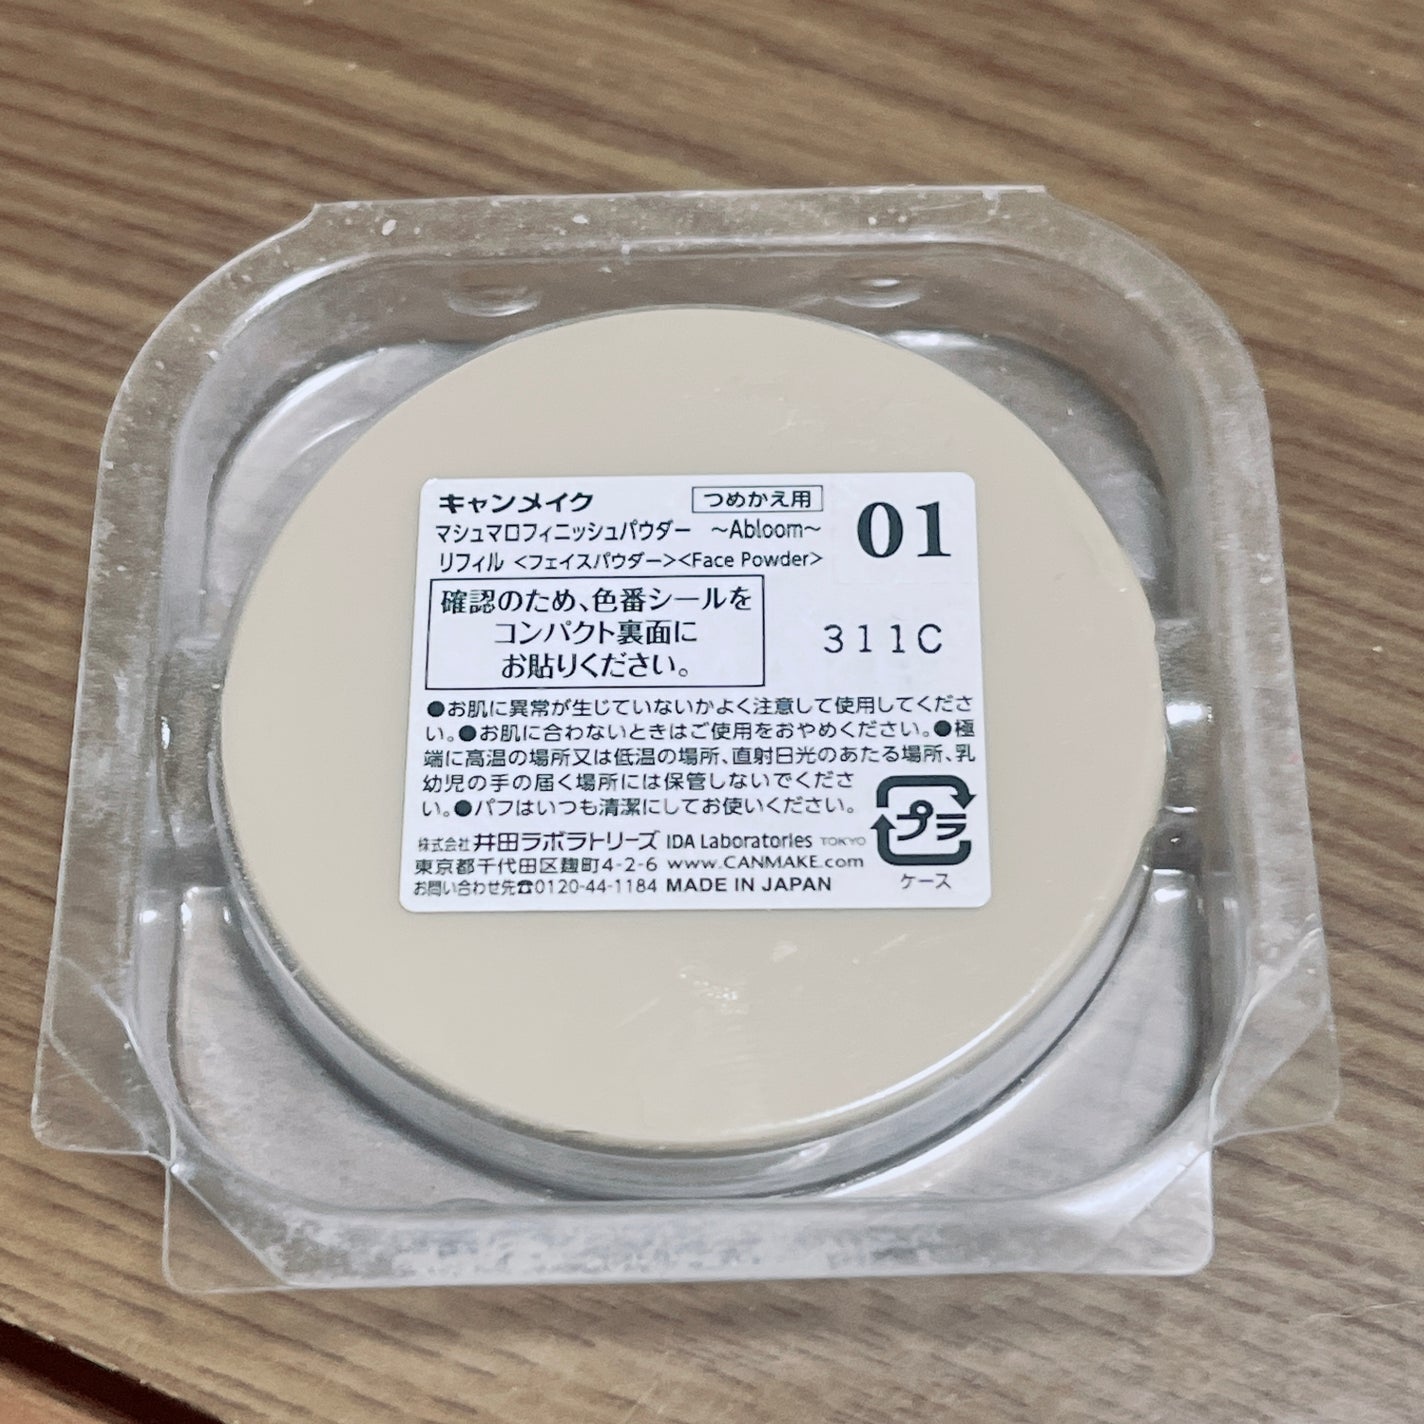 キャンメイク つめかえ用
マシュマロフィニッシュパウダー ～Abloom～
リフィル <フェイスパウダー><Face Powder>
01
確認のため、色番シールを
コンパクト裏面に
お貼りください。
311C
●お肌に異常が生じていないかよく注意して使用してくださ
い。●お肌に合わないときはご使用をおやめください。●極
端に高温の場所又は低温の場所、直射日光のあたる場所、乳
幼児の手の届く場所には保管しないでくださ
い。●パフはいつも清潔にしてお使いください。
プラ
ケース
株式会社 井田ラボラトリーズ IDA Laboratories TOKYO
東京都千代田区麹町4-2-6 www.CANMAKE.com
お問い合わせ先☎0120-44-1184 MADE IN JAPAN